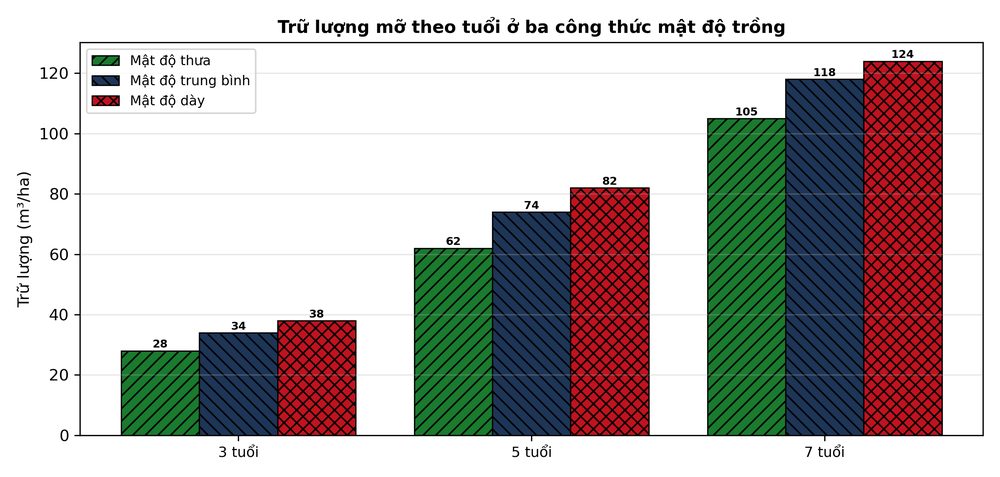 Trữ lượng mỡ theo tuổi ở ba công thức mật độ trồng
Mật độ thưa
Mật độ trung bình
Mật độ dày
Trữ lượng (m³/ha)
120
100
80
60
40
20
0
28
34
38
62
74
82
105
118
124
3 tuổi
5 tuổi
7 tuổi